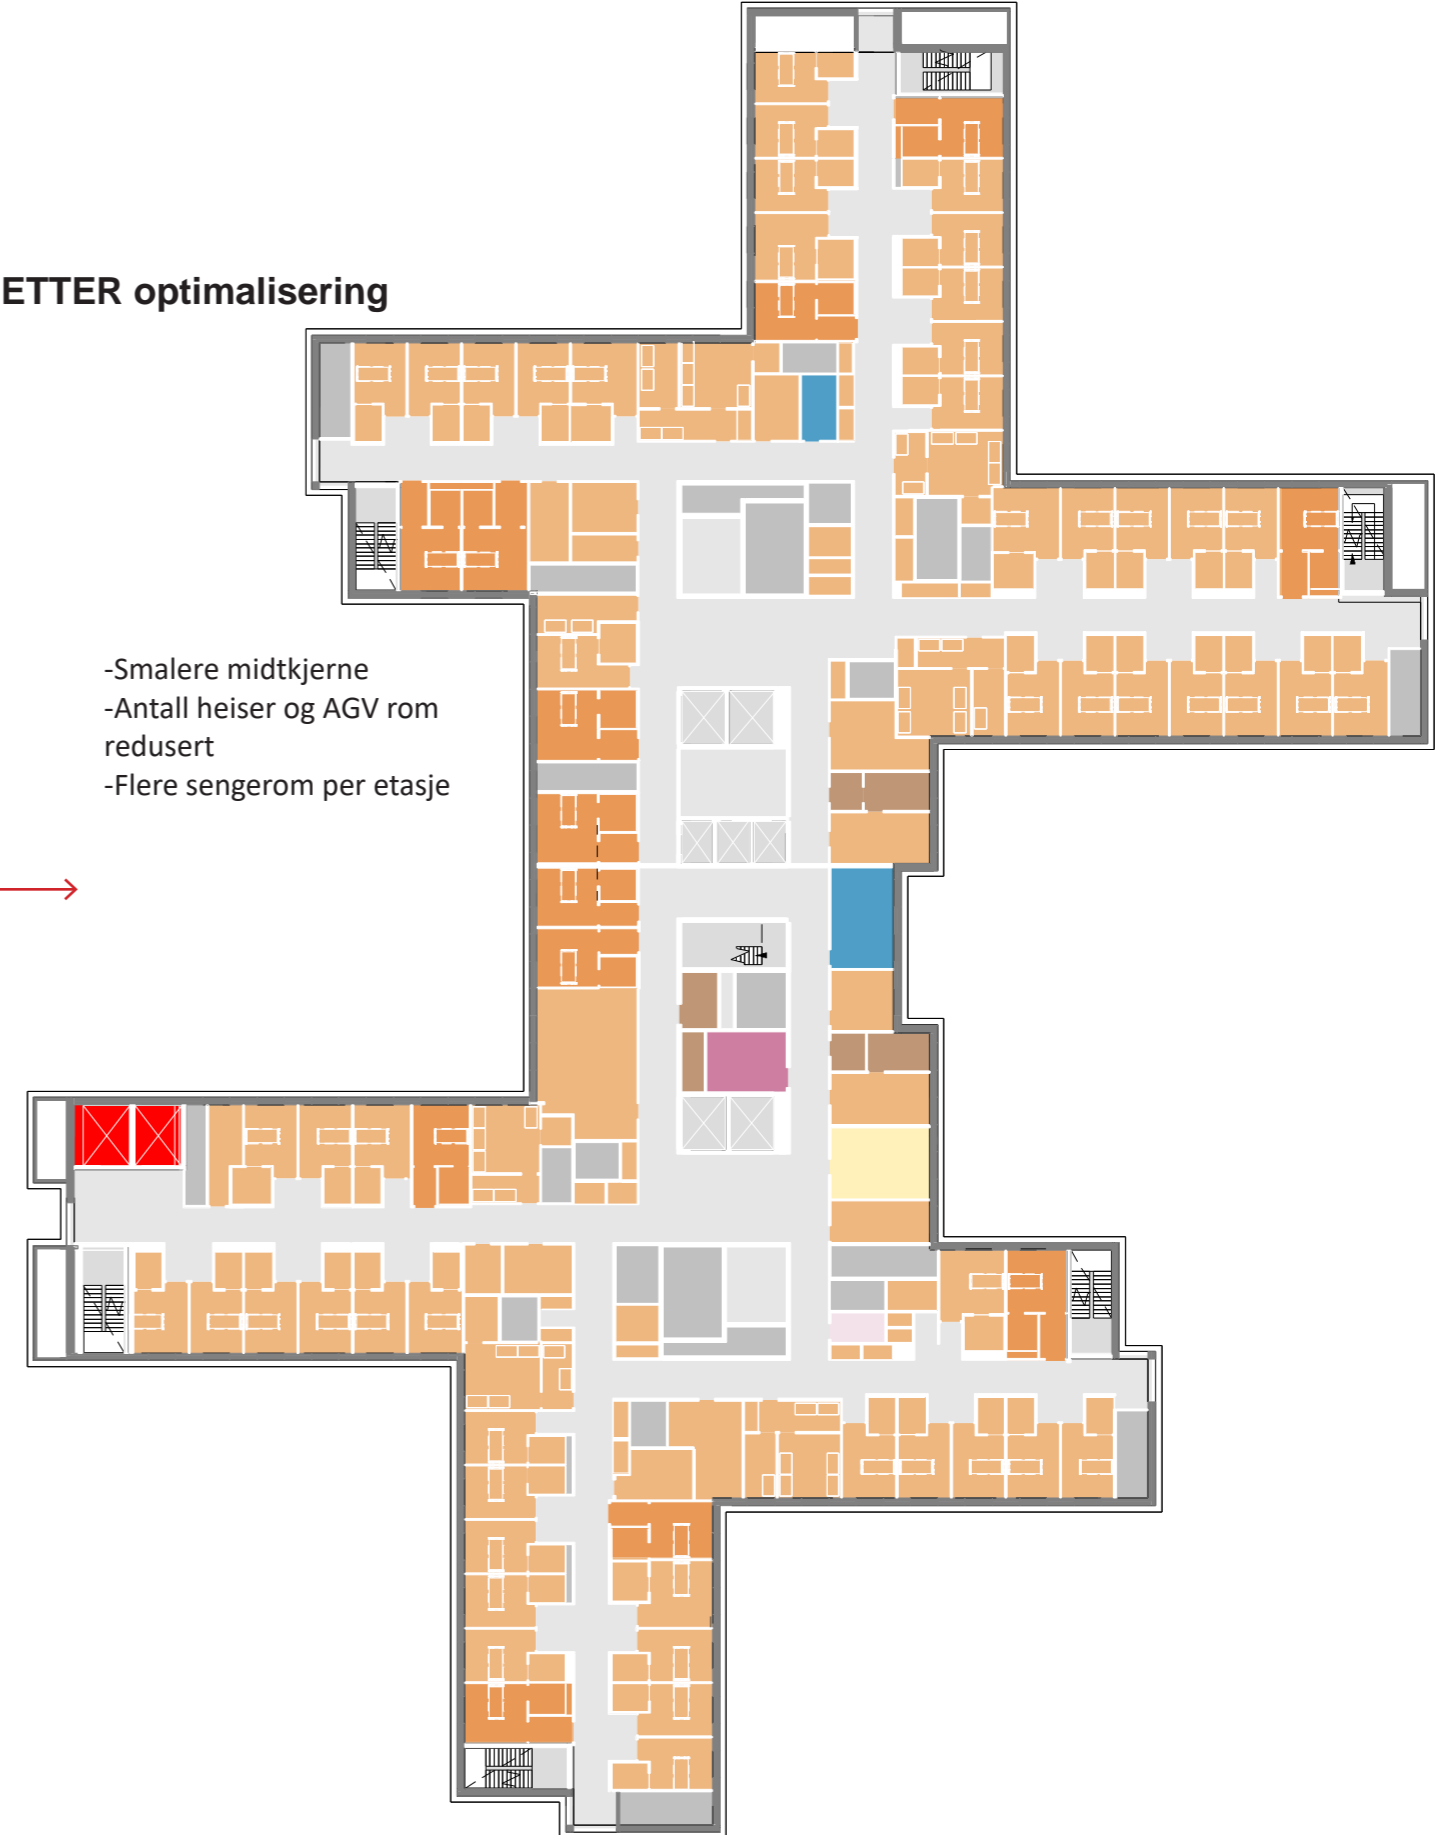 ETTER optimalisering
-Smalere midtkjerne
-Antall heiser og AGV rom
redusert
-Flere sengerom per etasje